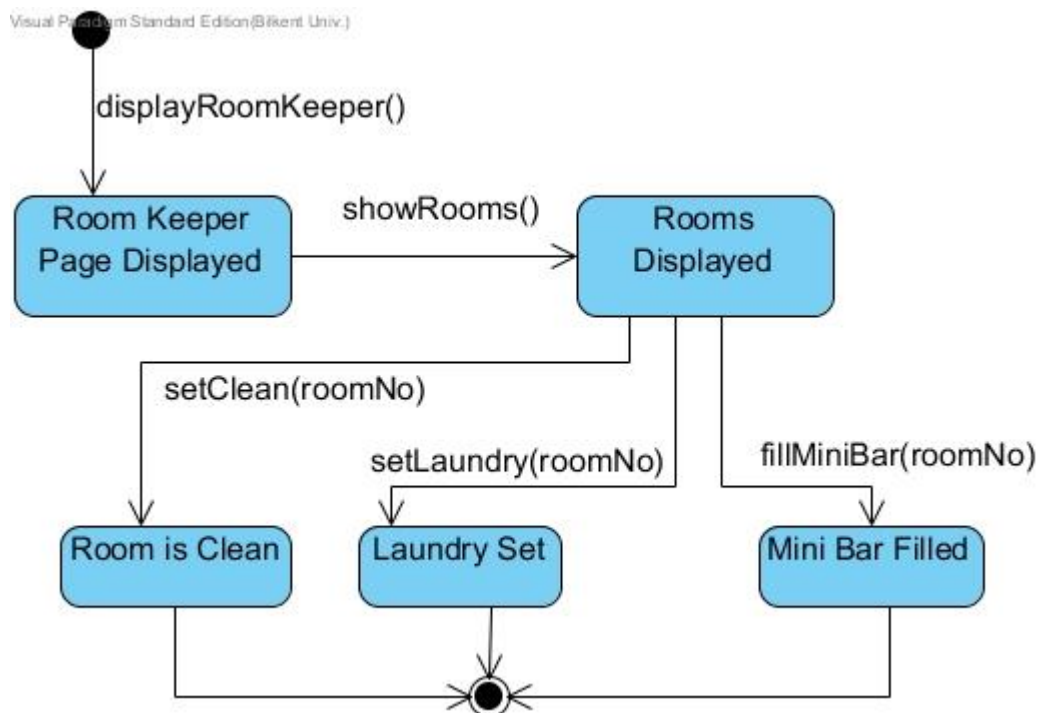 Visual Paradigm Standard Edition(Bilkent Univ.)
displayRoomKeeper()
Room Keeper
Page Displayed
showRooms()
Rooms
Displayed
setClean(roomNo)
setLaundry(roomNo)
fillMiniBar(roomNo)
Room is Clean
Laundry Set
Mini Bar Filled